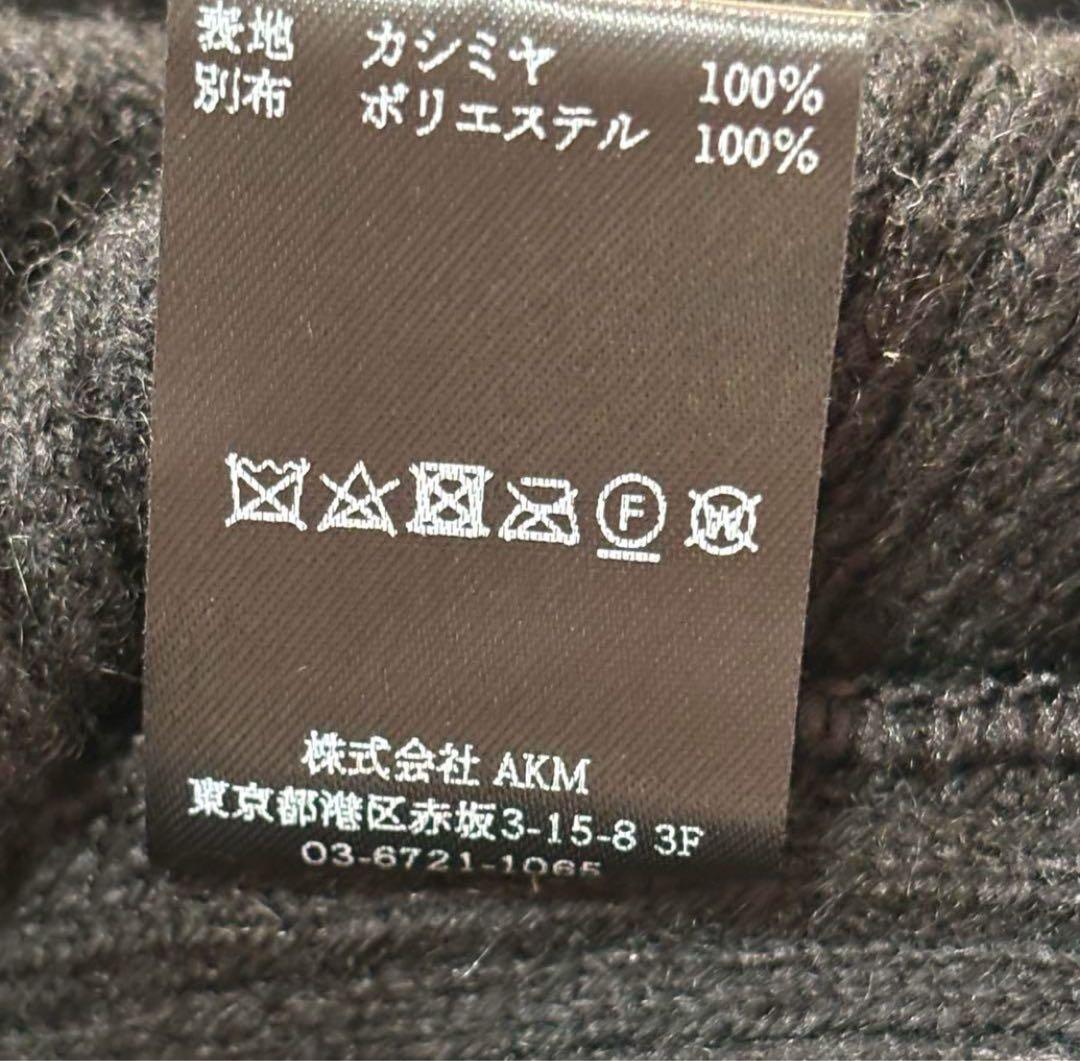 表地 カシミヤ 100%
別布 ポリエステル 100%
F W
株式会社 AKM
東京都港区赤坂3-15-8 3F
03-6721-1065